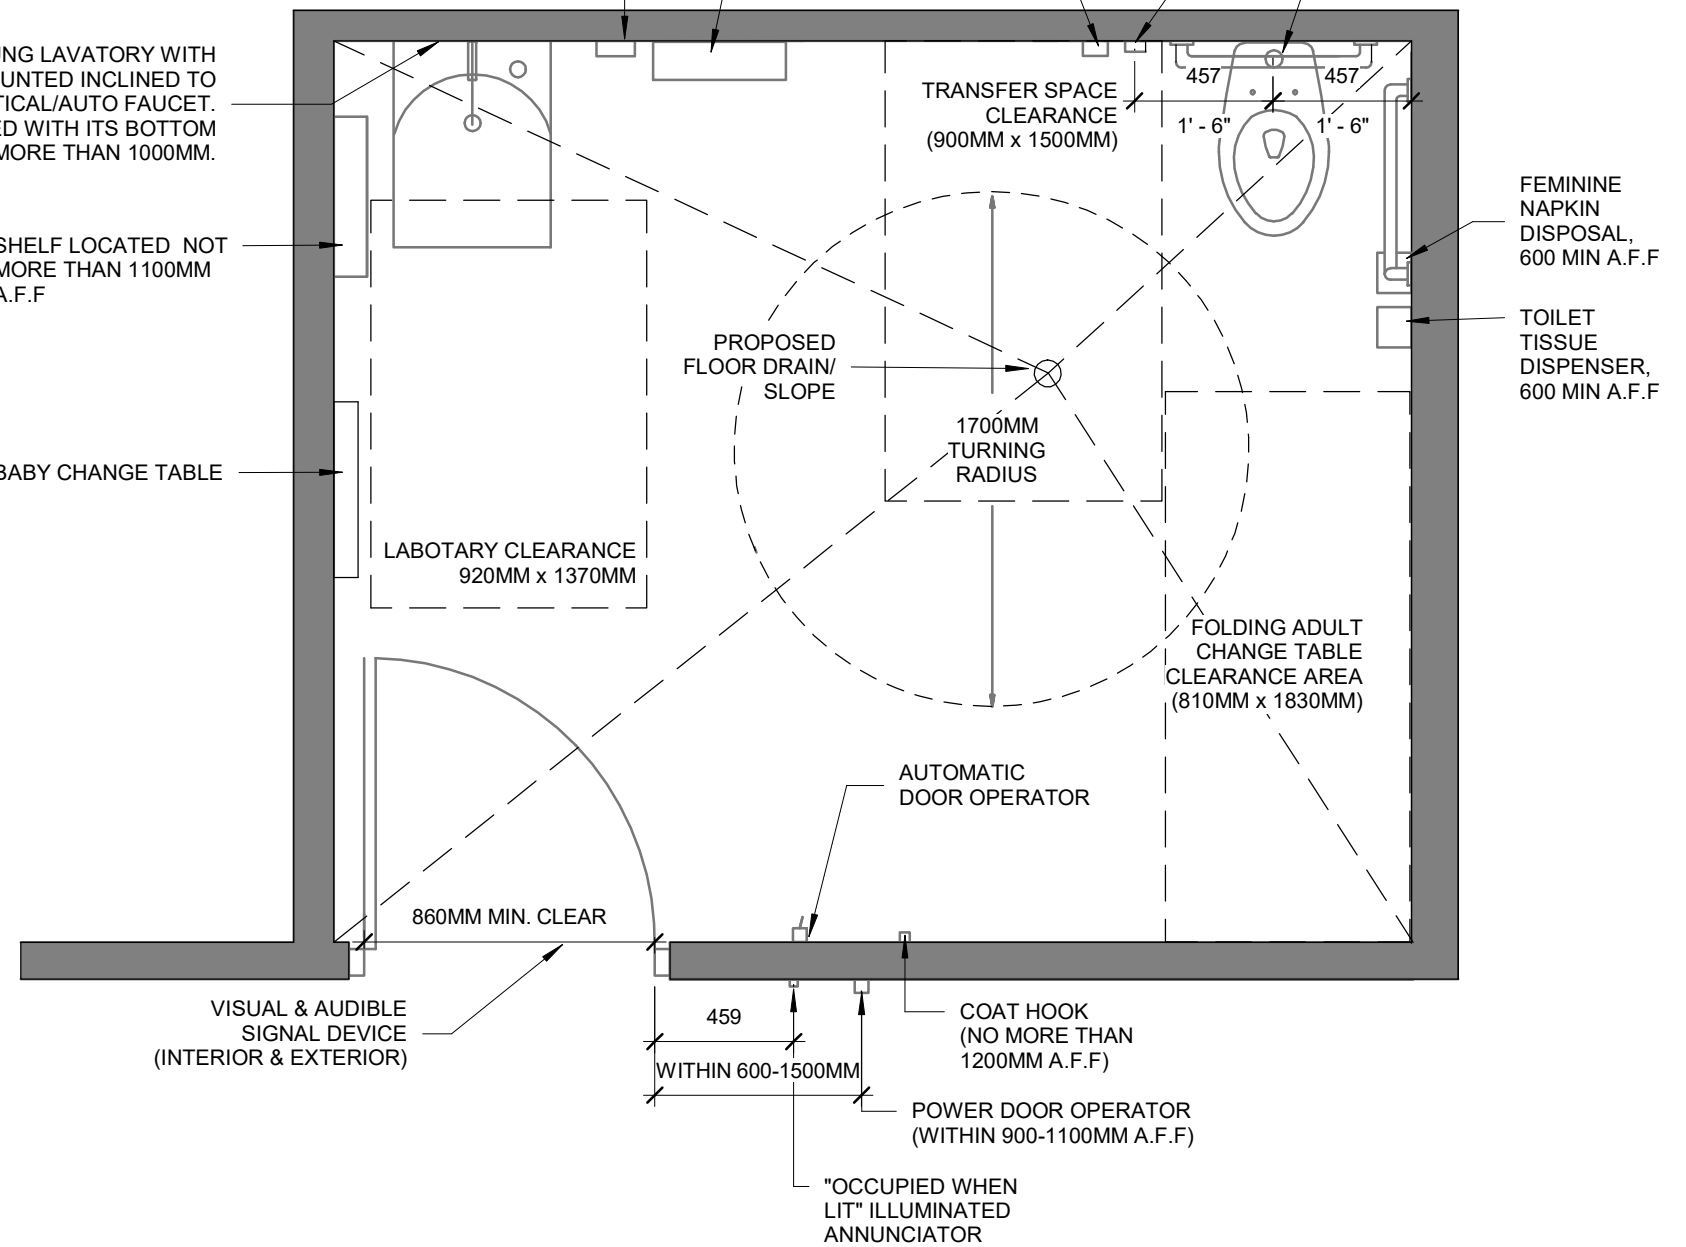 UNG LAVATORY WITH
UNTED INCLINED TO
TICAL/AUTO FAUCET.
ED WITH ITS BOTTOM
MORE THAN 1000MM.
SHELF LOCATED  NOT
MORE THAN 1100MM
A.F.F
BABY CHANGE TABLE
TRANSFER SPACE
CLEARANCE
(900MM x 1500MM)
457
457
1' - 6"
1' - 6"
FEMININE
NAPKIN
DISPOSAL,
600 MIN A.F.F
TOILET
TISSUE
DISPENSER,
600 MIN A.F.F
PROPOSED
FLOOR DRAIN/
SLOPE
1700MM
TURNING
RADIUS
LABOTARY CLEARANCE
920MM x 1370MM
FOLDING ADULT
CHANGE TABLE
CLEARANCE AREA
(810MM x 1830MM)
AUTOMATIC
DOOR OPERATOR
860MM MIN. CLEAR
VISUAL & AUDIBLE
SIGNAL DEVICE
(INTERIOR & EXTERIOR)
459
WITHIN 600-1500MM
COAT HOOK
(NO MORE THAN
1200MM A.F.F)
POWER DOOR OPERATOR
(WITHIN 900-1100MM A.F.F)
"OCCUPIED WHEN
LIT" ILLUMINATED
ANNUNCIATOR